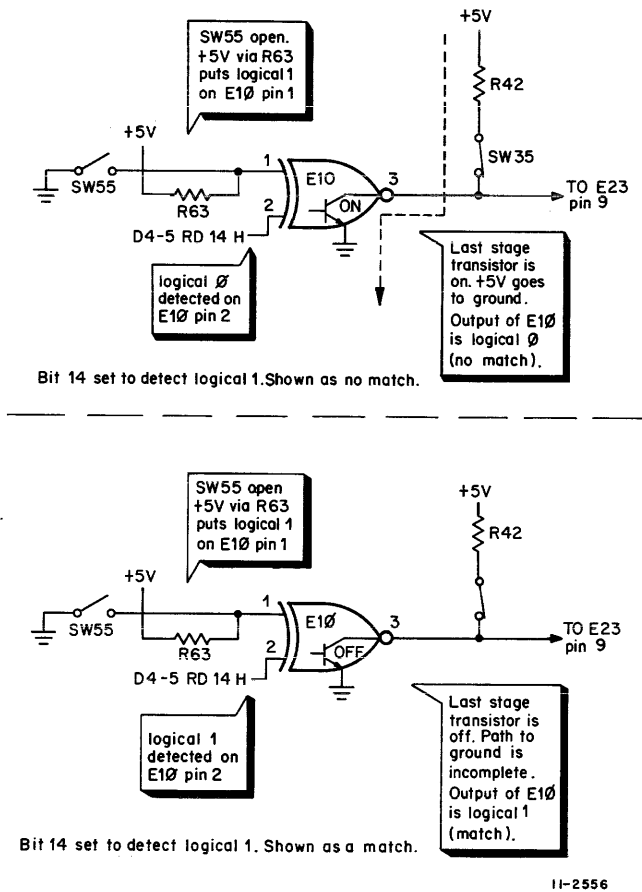 SW55 open.
+5V via R63
puts logical 1
on E1Ø pin 1
+5V
R42
SW35
+5V
SW55
R63
1
2
E10
ON
3
TO E23
pin 9
D4-5 RD 14 H
logical Ø
detected on
E1Ø pin 2
Last stage
transistor is
on. +5V goes
to ground.
Output of E1Ø
is logical Ø
(no match).
Bit 14 set to detect logical 1. Shown as no match.
SW55 open
+5V via R63
puts logical 1
on E1Ø pin 1
+5V
R42
+5V
SW55
R63
1
2
E1Ø
OFF
3
TO E23
pin 9
D4-5 RD 14 H
logical 1
detected on
E1Ø pin 2
Last stage
transistor is
off. Path to
ground is
incomplete.
Output of E1Ø
is logical 1
(match).
Bit 14 set to detect logical 1. Shown as a match.
11-2556